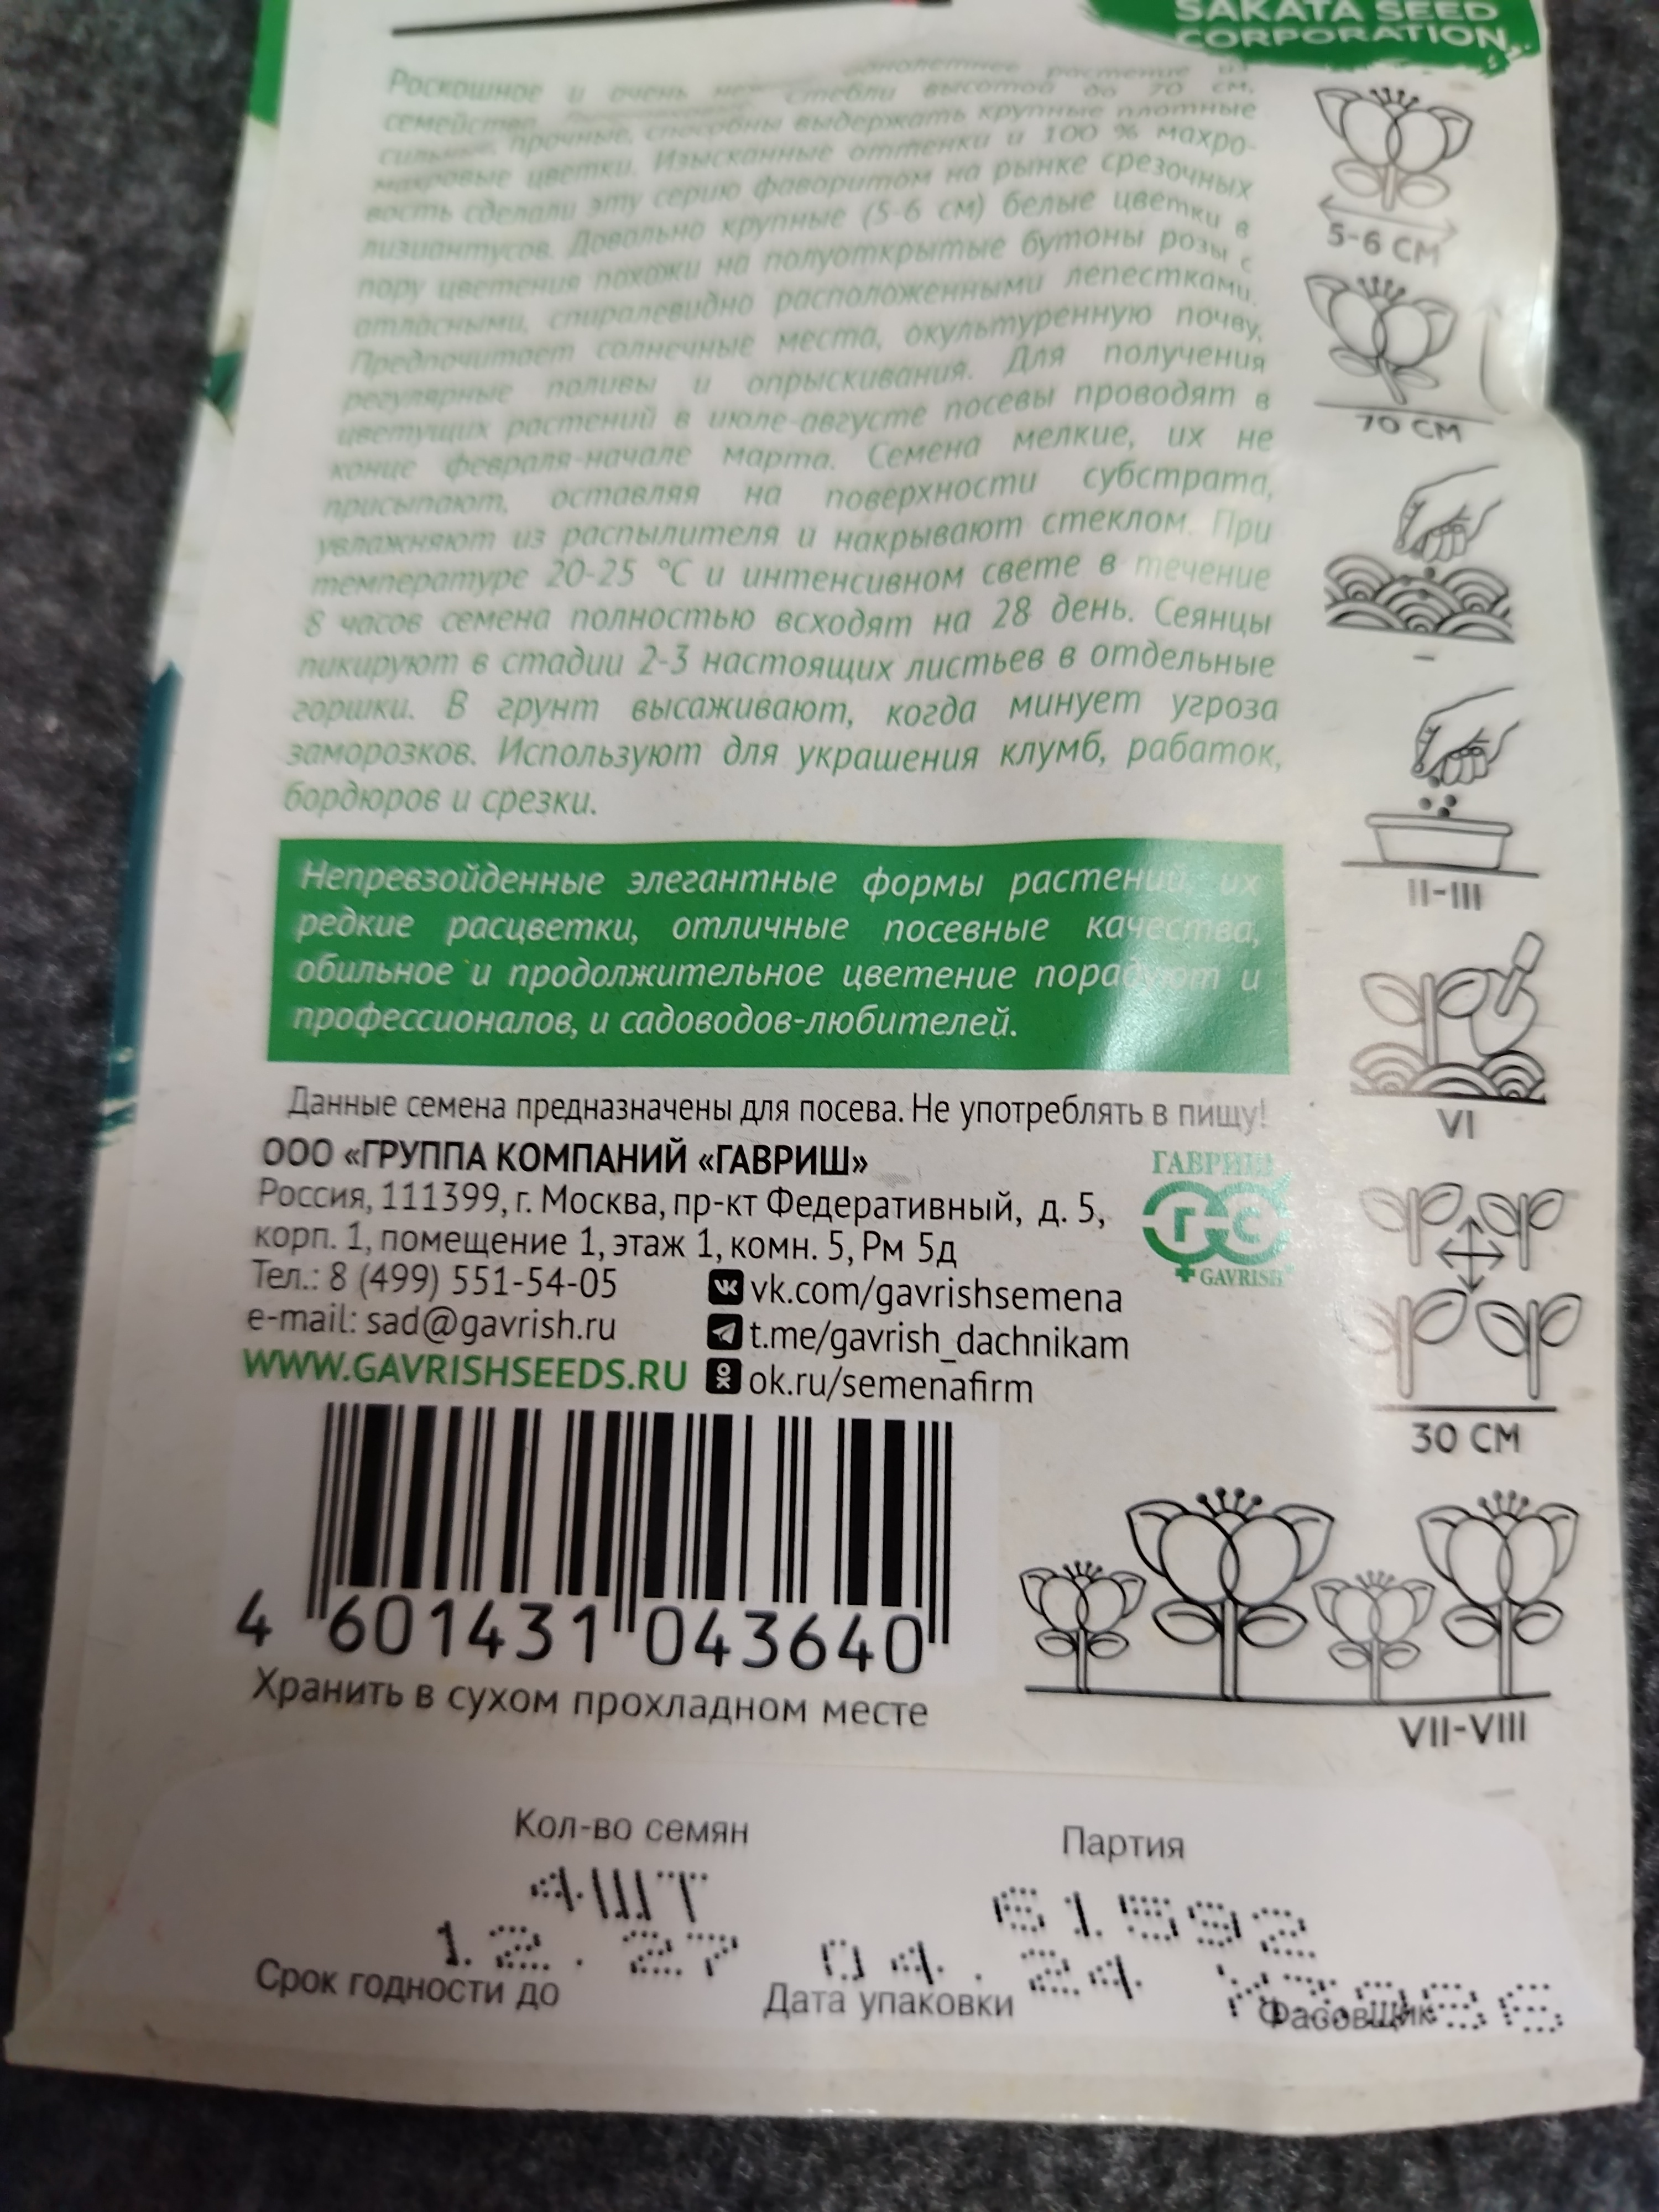 SAKATA SEED
CORPORATION
Роскошное и очень однолетнее растение
стебли высотой до 70 см,
прочные, способны выдержать крупные плотные
махровые цветки. Изысканные оттенки и 100 % махро-
вость сделали эту серию фаворитом на рынке срезочных
лизиантусов. Довольно крупные (5-6 см) белые цветки в
пору цветения похожи на полуоткрытые бутоны розы с
атласными, спиралевидно расположенными лепестками.
Предпочитает солнечные места, окультуренную почву,
регулярные поливы и опрыскивания. Для получения
цветущих растений в июле-августе посевы проводят в
конце февраля-начале марта. Семена мелкие, их не
присыпают, оставляя на поверхности субстрата,
увлажняют из распылителя и накрывают стеклом. При
температуре 20-25 °С и интенсивном свете в течение
8 часов семена полностью всходят на 28 день. Сеянцы
пикируют в стадии 2-3 настоящих листьев в отдельные
горшки. В грунт высаживают, когда минует угроза
заморозков. Используют для украшения клумб, рабаток,
бордюров и срезки.
Непревзойденные элегантные формы растений, их
редкие расцветки, отличные посевные качества,
обильное и продолжительное цветение порадуют и
профессионалов, и садоводов-любителей.
Данные семена предназначены для посева. Не употреблять в пищу!
ООО «ГРУППА КОМПАНИЙ «ГАВРИШ»
Россия, 111399, г. Москва, пр-кт Федеративный, д. 5,
корп. 1, помещение 1, этаж 1, комн. 5, Рм 5д
Тел.: 8 (499) 551-54-05
e-mail: sad@gavrish.ru
WWW.GAVRISHSEEDS.RU
vk.com/gavrishsemena
t.me/gavrish_dachnikam
ok.ru/semenafirm
ГАВРИШ
ГС
GAVRISH®
4 601431 043640
Хранить в сухом прохладном месте
5-6 СМ
70 СМ
–
II-III
VI
30 СМ
VII-VIII
Кол-во семян
4ШТ
Партия
61592
12.27
04.24
Срок годности до
Дата упаковки
Фасовщик